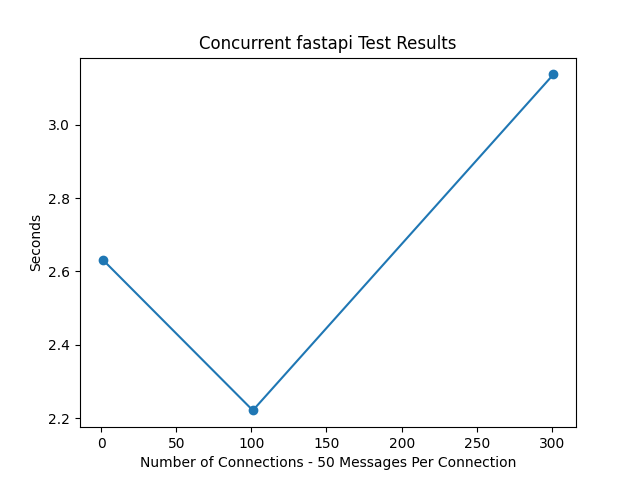 Concurrent fastapi Test Results
3.0
2.8
2.6
2.4
2.2
Seconds
0 50 100 150 200 250 300
Number of Connections - 50 Messages Per Connection